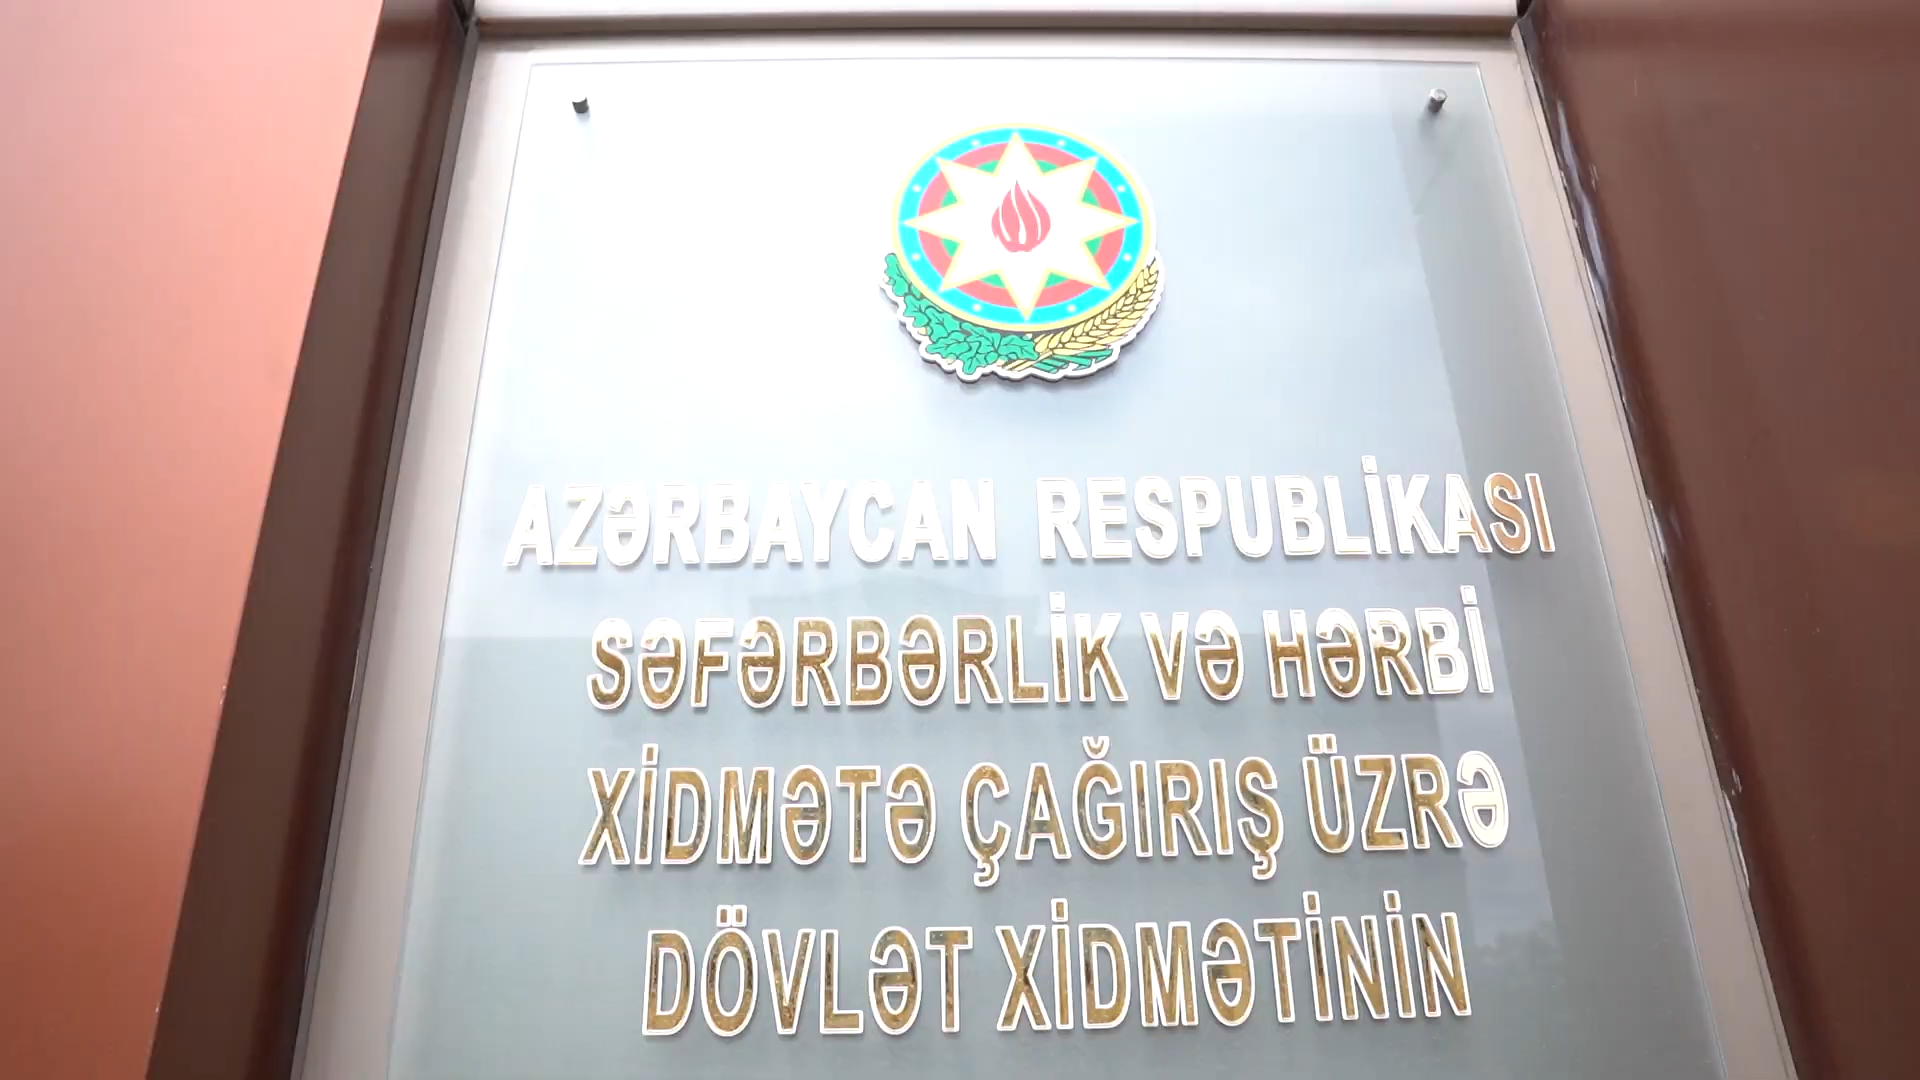 AZƏRBAYCAN RESPUBLİKASI
SƏFƏRBƏRLİK VƏ HƏRBİ
XİDMƏTƏ ÇAĞIRIŞ ÜZRƏ
DÖVLƏT XİDMƏTİNİN